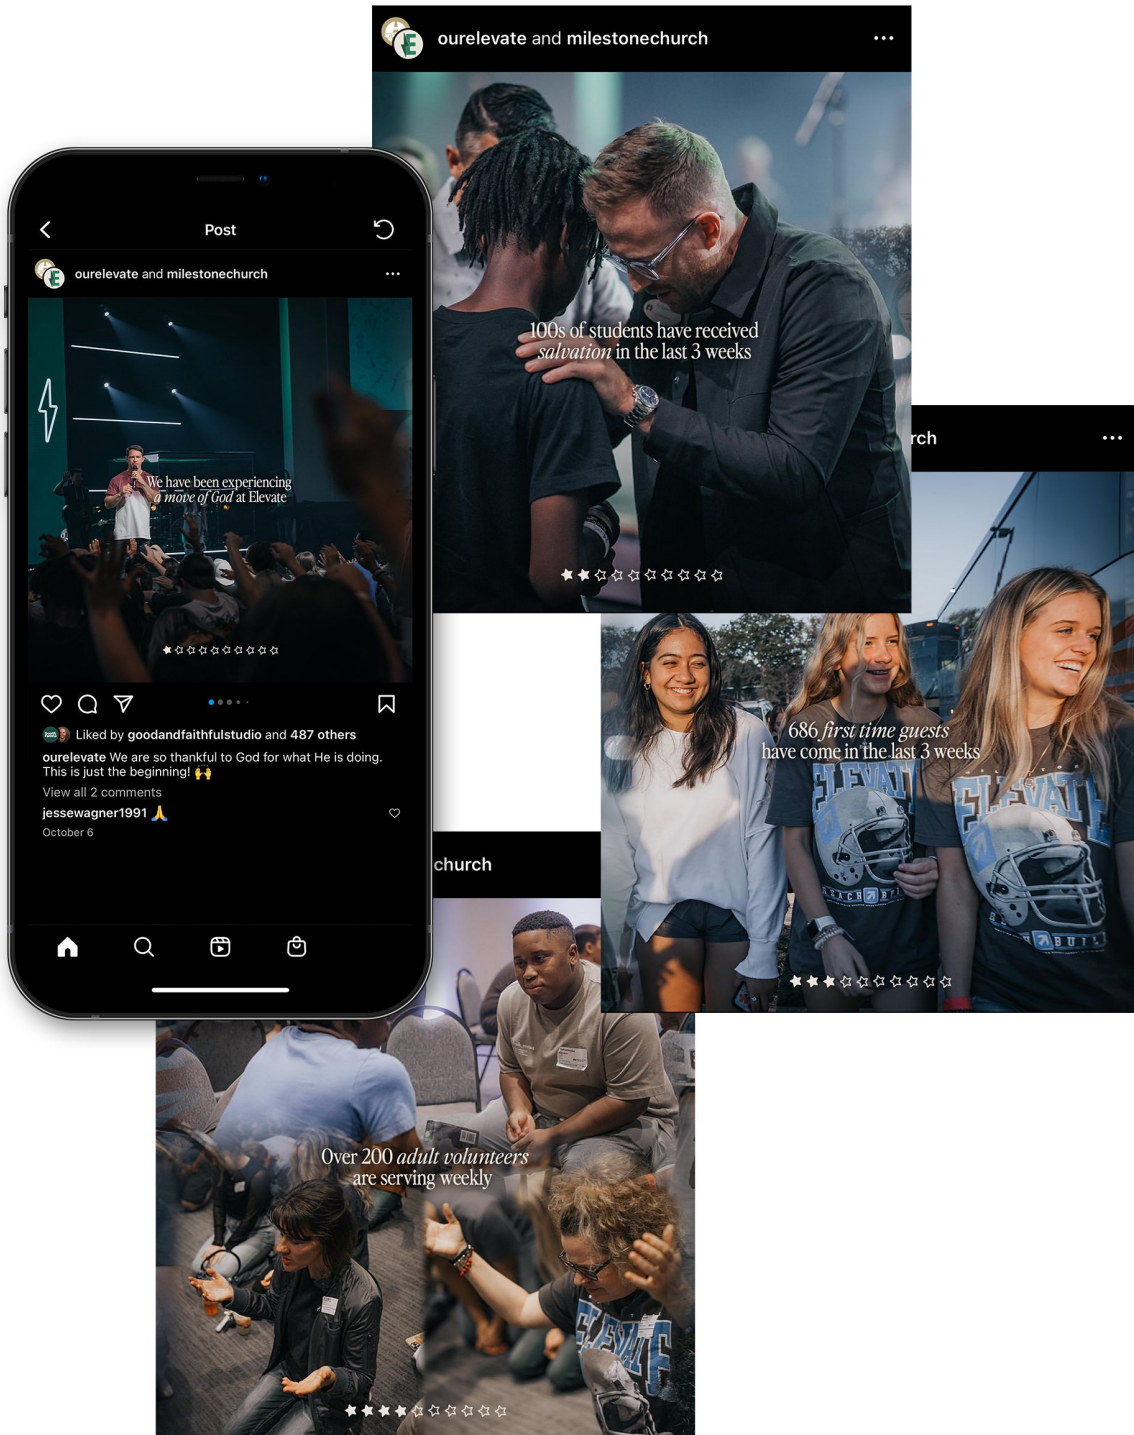 ourelevate and milestonechurch
100s of students have received
salvation in the last 3 weeks
Post
ourelevate and milestonechurch
We have been experiencing
a move of God at Elevate
Liked by goodandfaithfulstudio and 487 others
ourelevate We are so thankful to God for what He is doing.
This is just the beginning! 🙌
View all 2 comments
jessewagner1991 🙏
October 6
rch
686 first time guests
have come in the last 3 weeks
ELEVATE
ELEVATE
REACH
BUIL
church
Over 200 adult volunteers
are serving weekly
ELEVATE